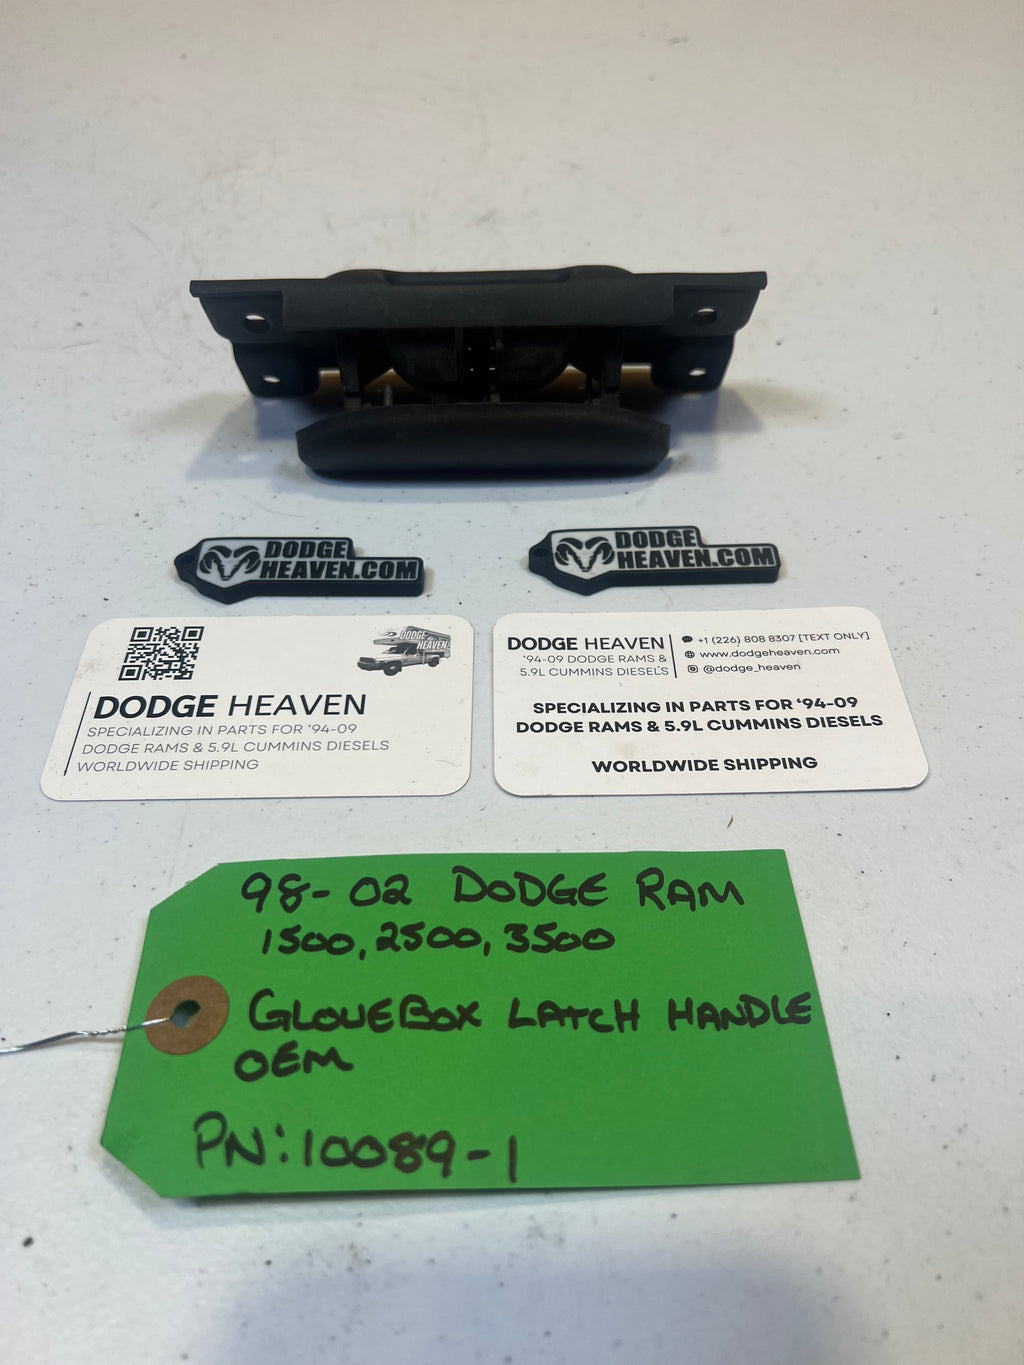 DODGE
HEAVEN.COM
DODGE
HEAVEN.COM
DODGE
HEAVEN
DODGE HEAVEN
SPECIALIZING IN PARTS FOR '94-09
DODGE RAMS & 5.9L CUMMINS DIESELS
WORLDWIDE SHIPPING
DODGE HEAVEN
'94-09 DODGE RAMS &
5.9L CUMMINS DIESEL'S
+1 (226) 808 8307 [TEXT ONLY]
www.dodgeheaven.com
@dodge_heaven
SPECIALIZING IN PARTS FOR '94-09
DODGE RAMS & 5.9L CUMMINS DIESELS
WORLDWIDE SHIPPING
98-02 DODGE RAM
1500, 2500, 3500
GLOVEBOX LATCH HANDLE
OEM
PN: 10089-1